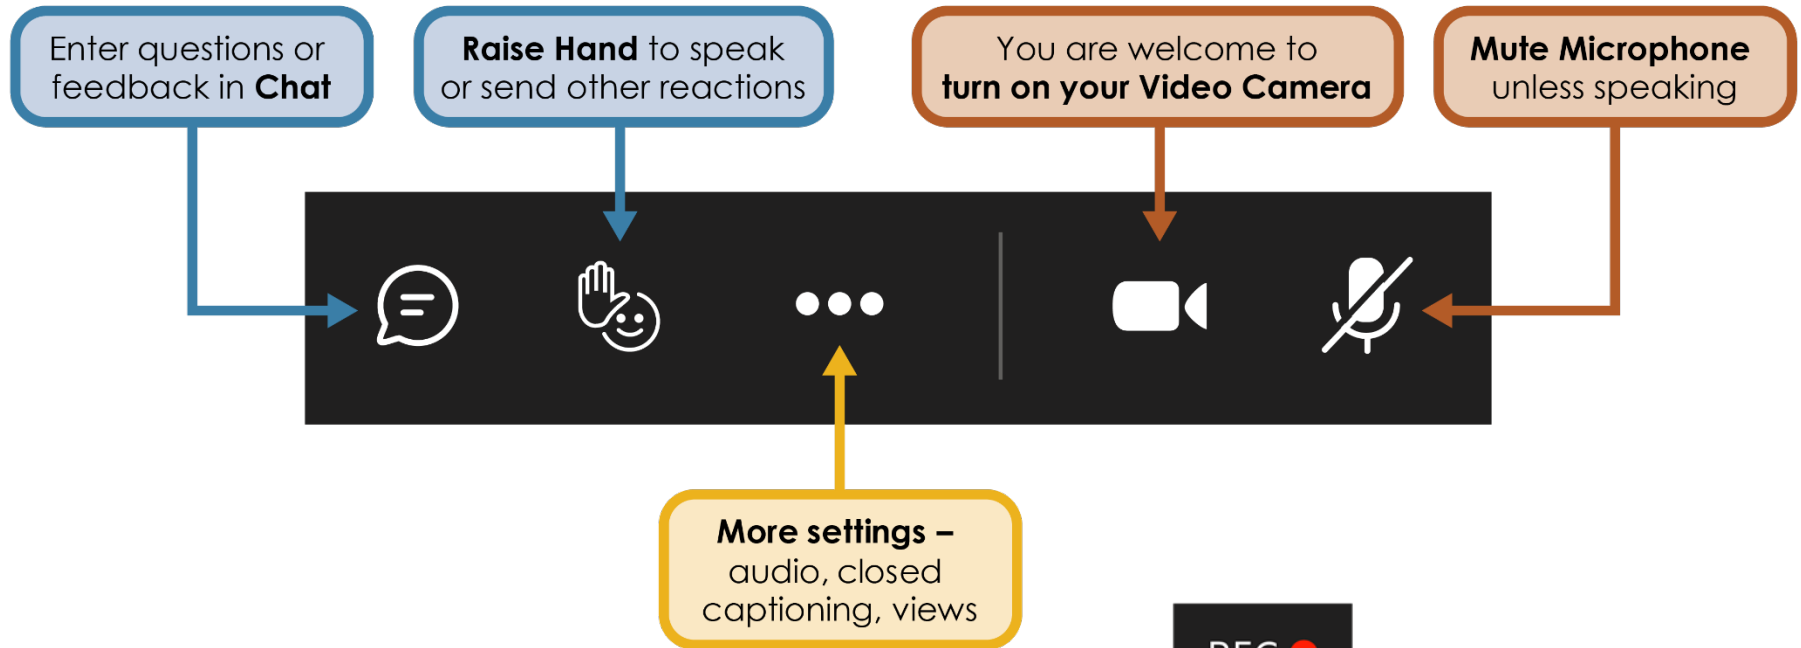 Enter questions or
feedback in Chat
Raise Hand to speak
or send other reactions
You are welcome to
turn on your Video Camera
Mute Microphone
unless speaking
More settings –
audio, closed
captioning, views
REC